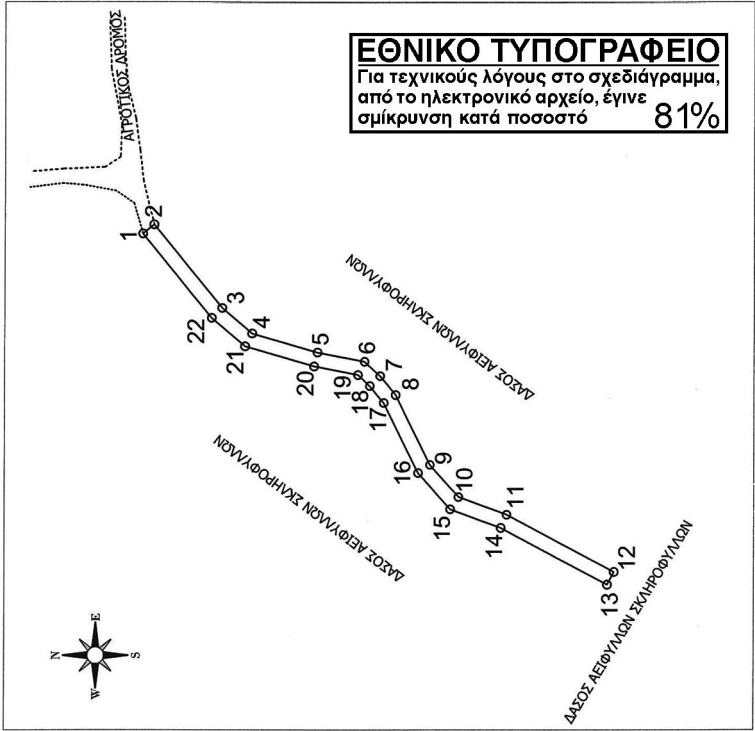 ΕΘΝΙΚΟ ΤΥΠΟΓΡΑΦΕΙΟ
Για τεχνικούς λόγους στο σχεδιάγραμμα,
από το ηλεκτρονικό αρχείο, έγινε
σμίκρυνση κατά ποσοστό 81%
ΑΓΡΟΤΙΚΟΣ ΔΡΟΜΟΣ
1
2
3
22
4
21
5
20
6
19
7
18
8
17
ΔΑΣΟΣ ΑΕΙΦΥΛΛΩΝ ΣΚΛΗΡΟΦΥΛΛΩΝ
9
16
10
15
11
14
ΔΑΣΟΣ ΑΕΙΦΥΛΛΩΝ ΣΚΛΗΡΟΦΥΛΛΩΝ
12
13
ΔΑΣΟΣ ΑΕΙΦΥΛΛΩΝ ΣΚΛΗΡΟΦΥΛΛΩΝ
N
W E
S